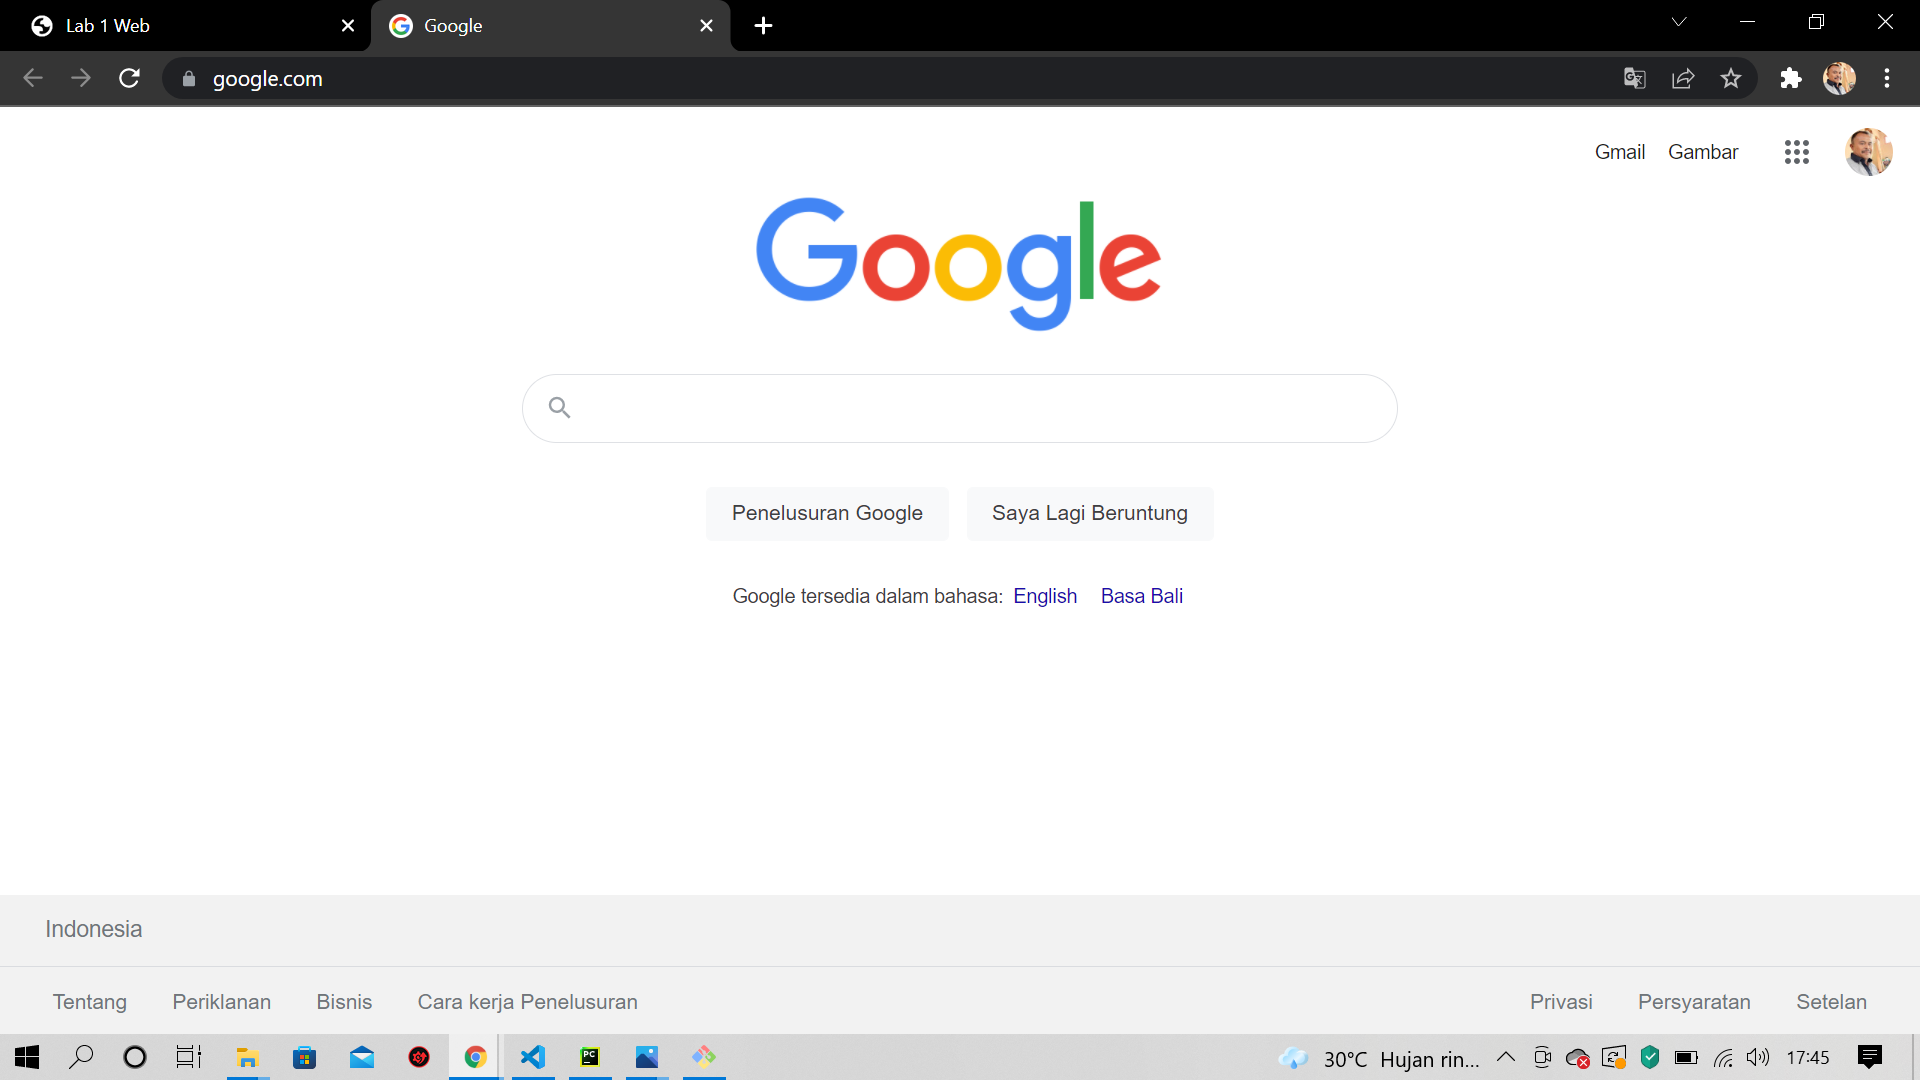 Lab 1 Web
Google
google.com
Gmail Gambar
Google
Penelusuran Google
Saya Lagi Beruntung
Google tersedia dalam bahasa: English Basa Bali
Indonesia
Tentang Periklanan Bisnis Cara kerja Penelusuran
Privasi Persyaratan Setelan
PC
30°C Hujan rin...
17:45